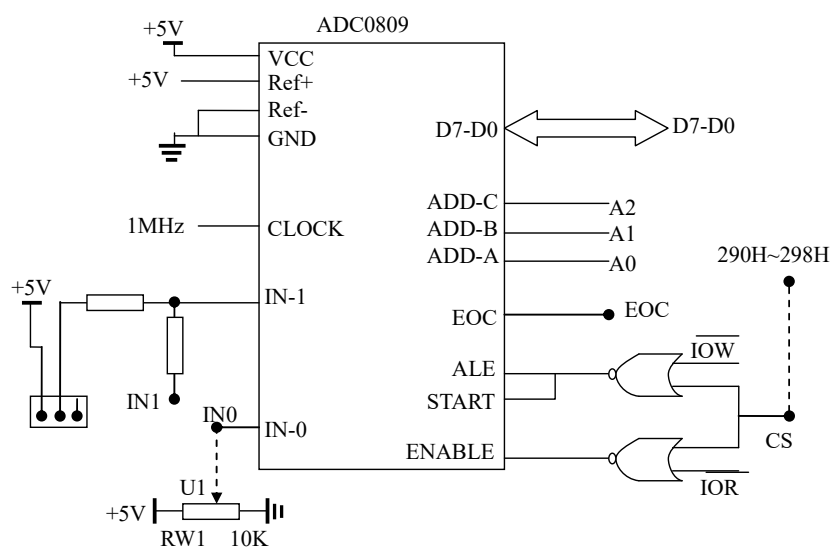 ADC0809
+5V
VCC
+5V
Ref+
Ref-
GND
D7-D0
D7-D0
ADD-C
A2
1MHz
CLOCK
ADD-B
A1
ADD-A
A0
290H~298H
+5V
IN-1
EOC
EOC
IOW
ALE
IN1
START
IN0
IN-0
CS
ENABLE
IOR
U1
+5V
RW1
10K